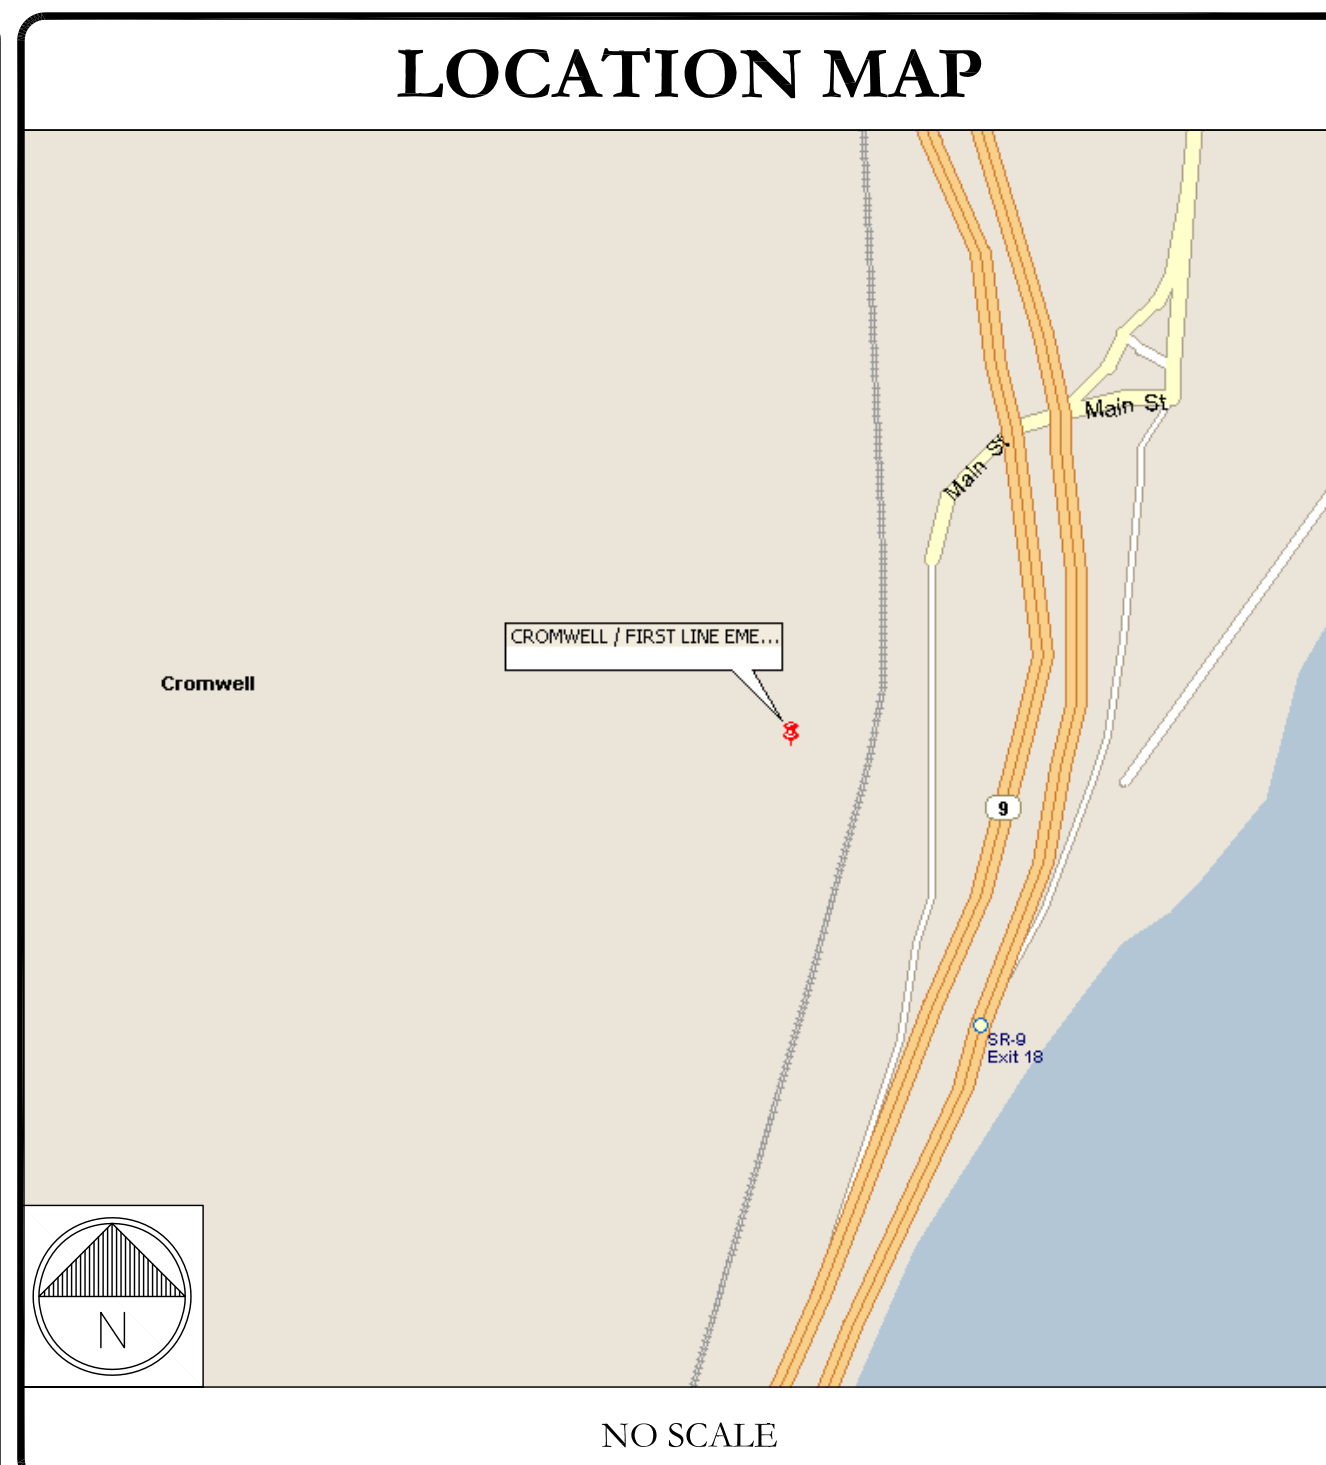 LOCATION MAP
Main St
Main St
CROMWELL / FIRST LINE EME...
Cromwell
9
SR-9
Exit 18
N
NO SCALE